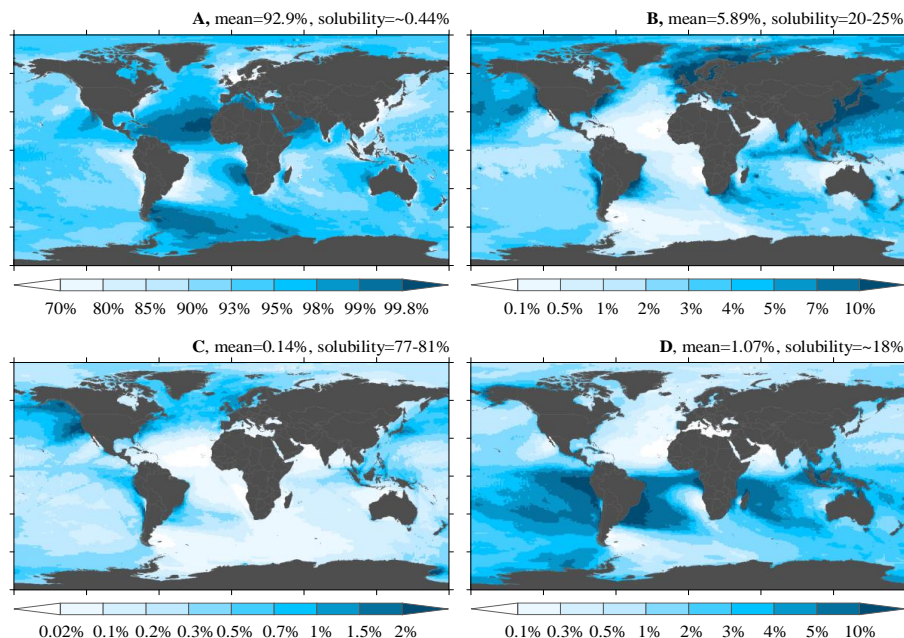 A, mean=92.9%, solubility=~0.44%
70% 80% 85% 90% 93% 95% 98% 99% 99.8%
B, mean=5.89%, solubility=20-25%
0.1% 0.5% 1% 2% 3% 4% 5% 7% 10%
C, mean=0.14%, solubility=77-81%
0.02% 0.1% 0.2% 0.3% 0.5% 0.7% 1% 1.5% 2%
D, mean=1.07%, solubility=~18%
0.1% 0.3% 0.5% 1% 2% 3% 4% 5% 10%